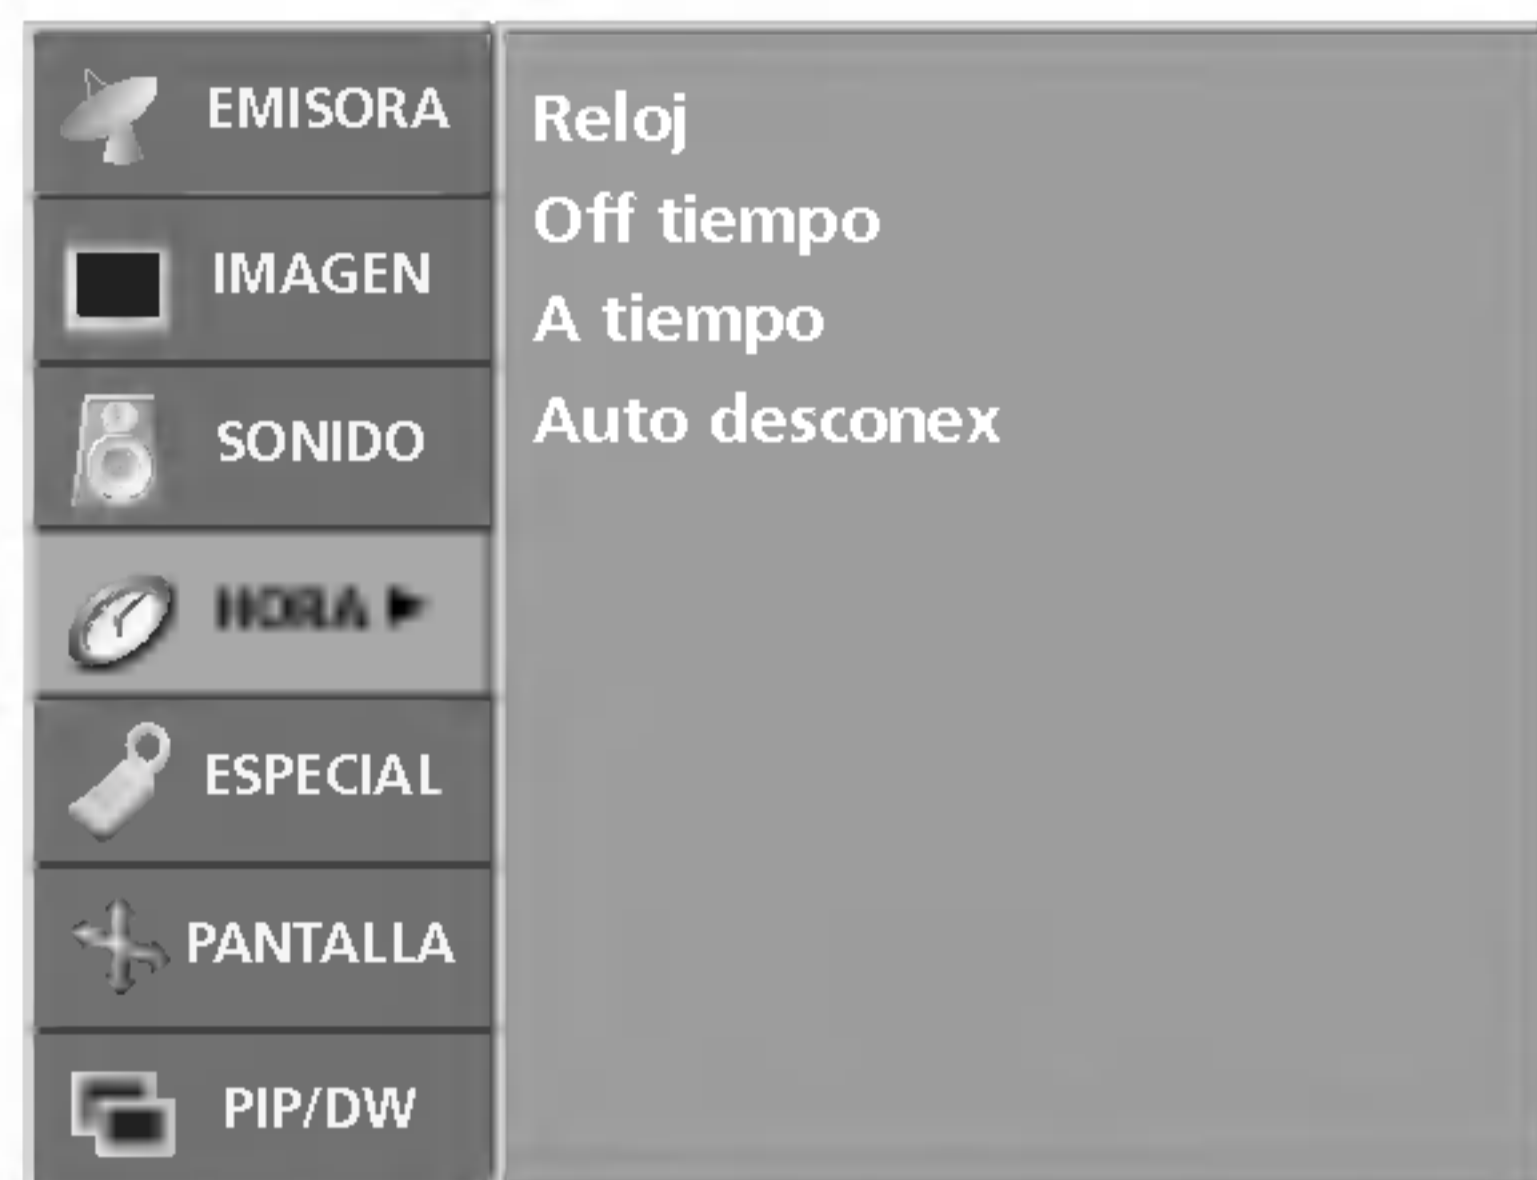 EMISORA
IMAGEN
SONIDO
HORA ►
ESPECIAL
PANTALLA
PIP/DW
Reloj
Off tiempo
A tiempo
Auto desconex